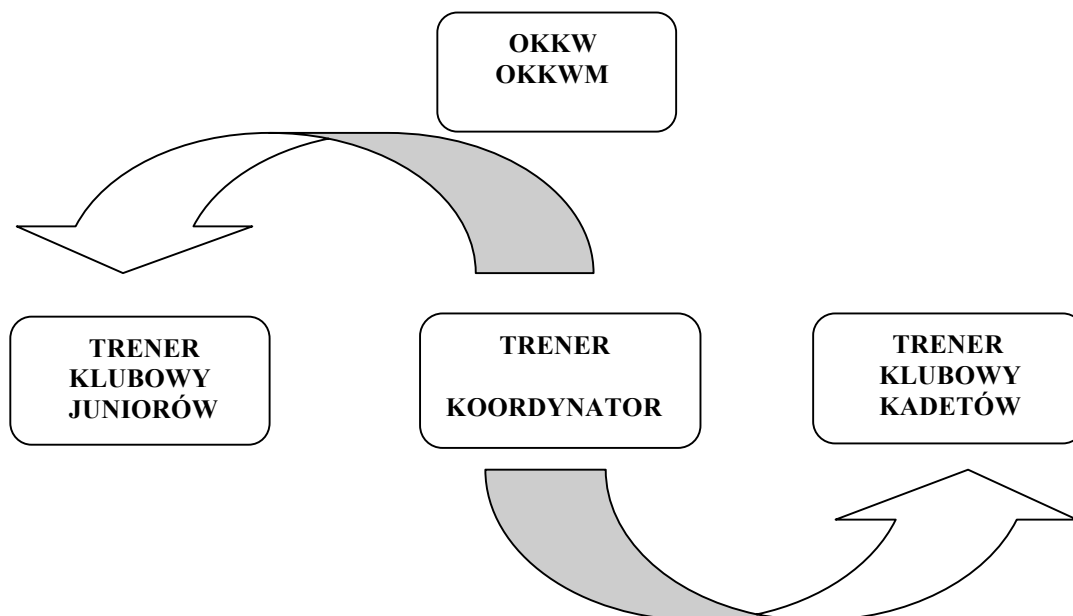 OKKW
OKKWM
TRENER
KLUBOWY
JUNIORÓW
TRENER
KOORDYNATOR
TRENER
KLUBOWY
KADETÓW